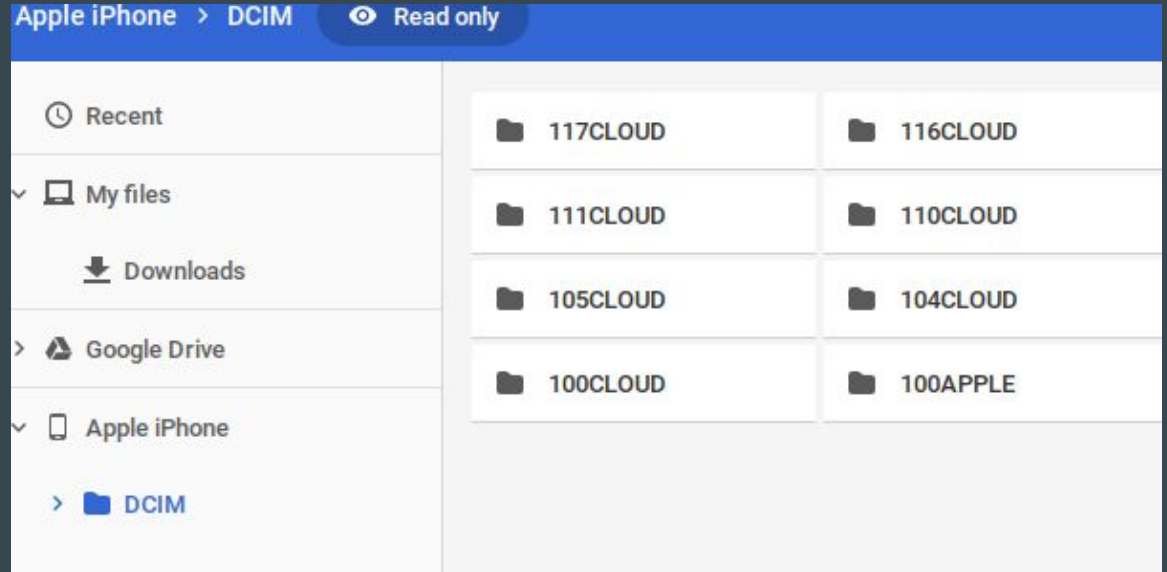 Apple iPhone > DCIM Read only
Recent
My files
Downloads
Google Drive
Apple iPhone
DCIM
117CLOUD 116CLOUD
111CLOUD 110CLOUD
105CLOUD 104CLOUD
100CLOUD 100APPLE